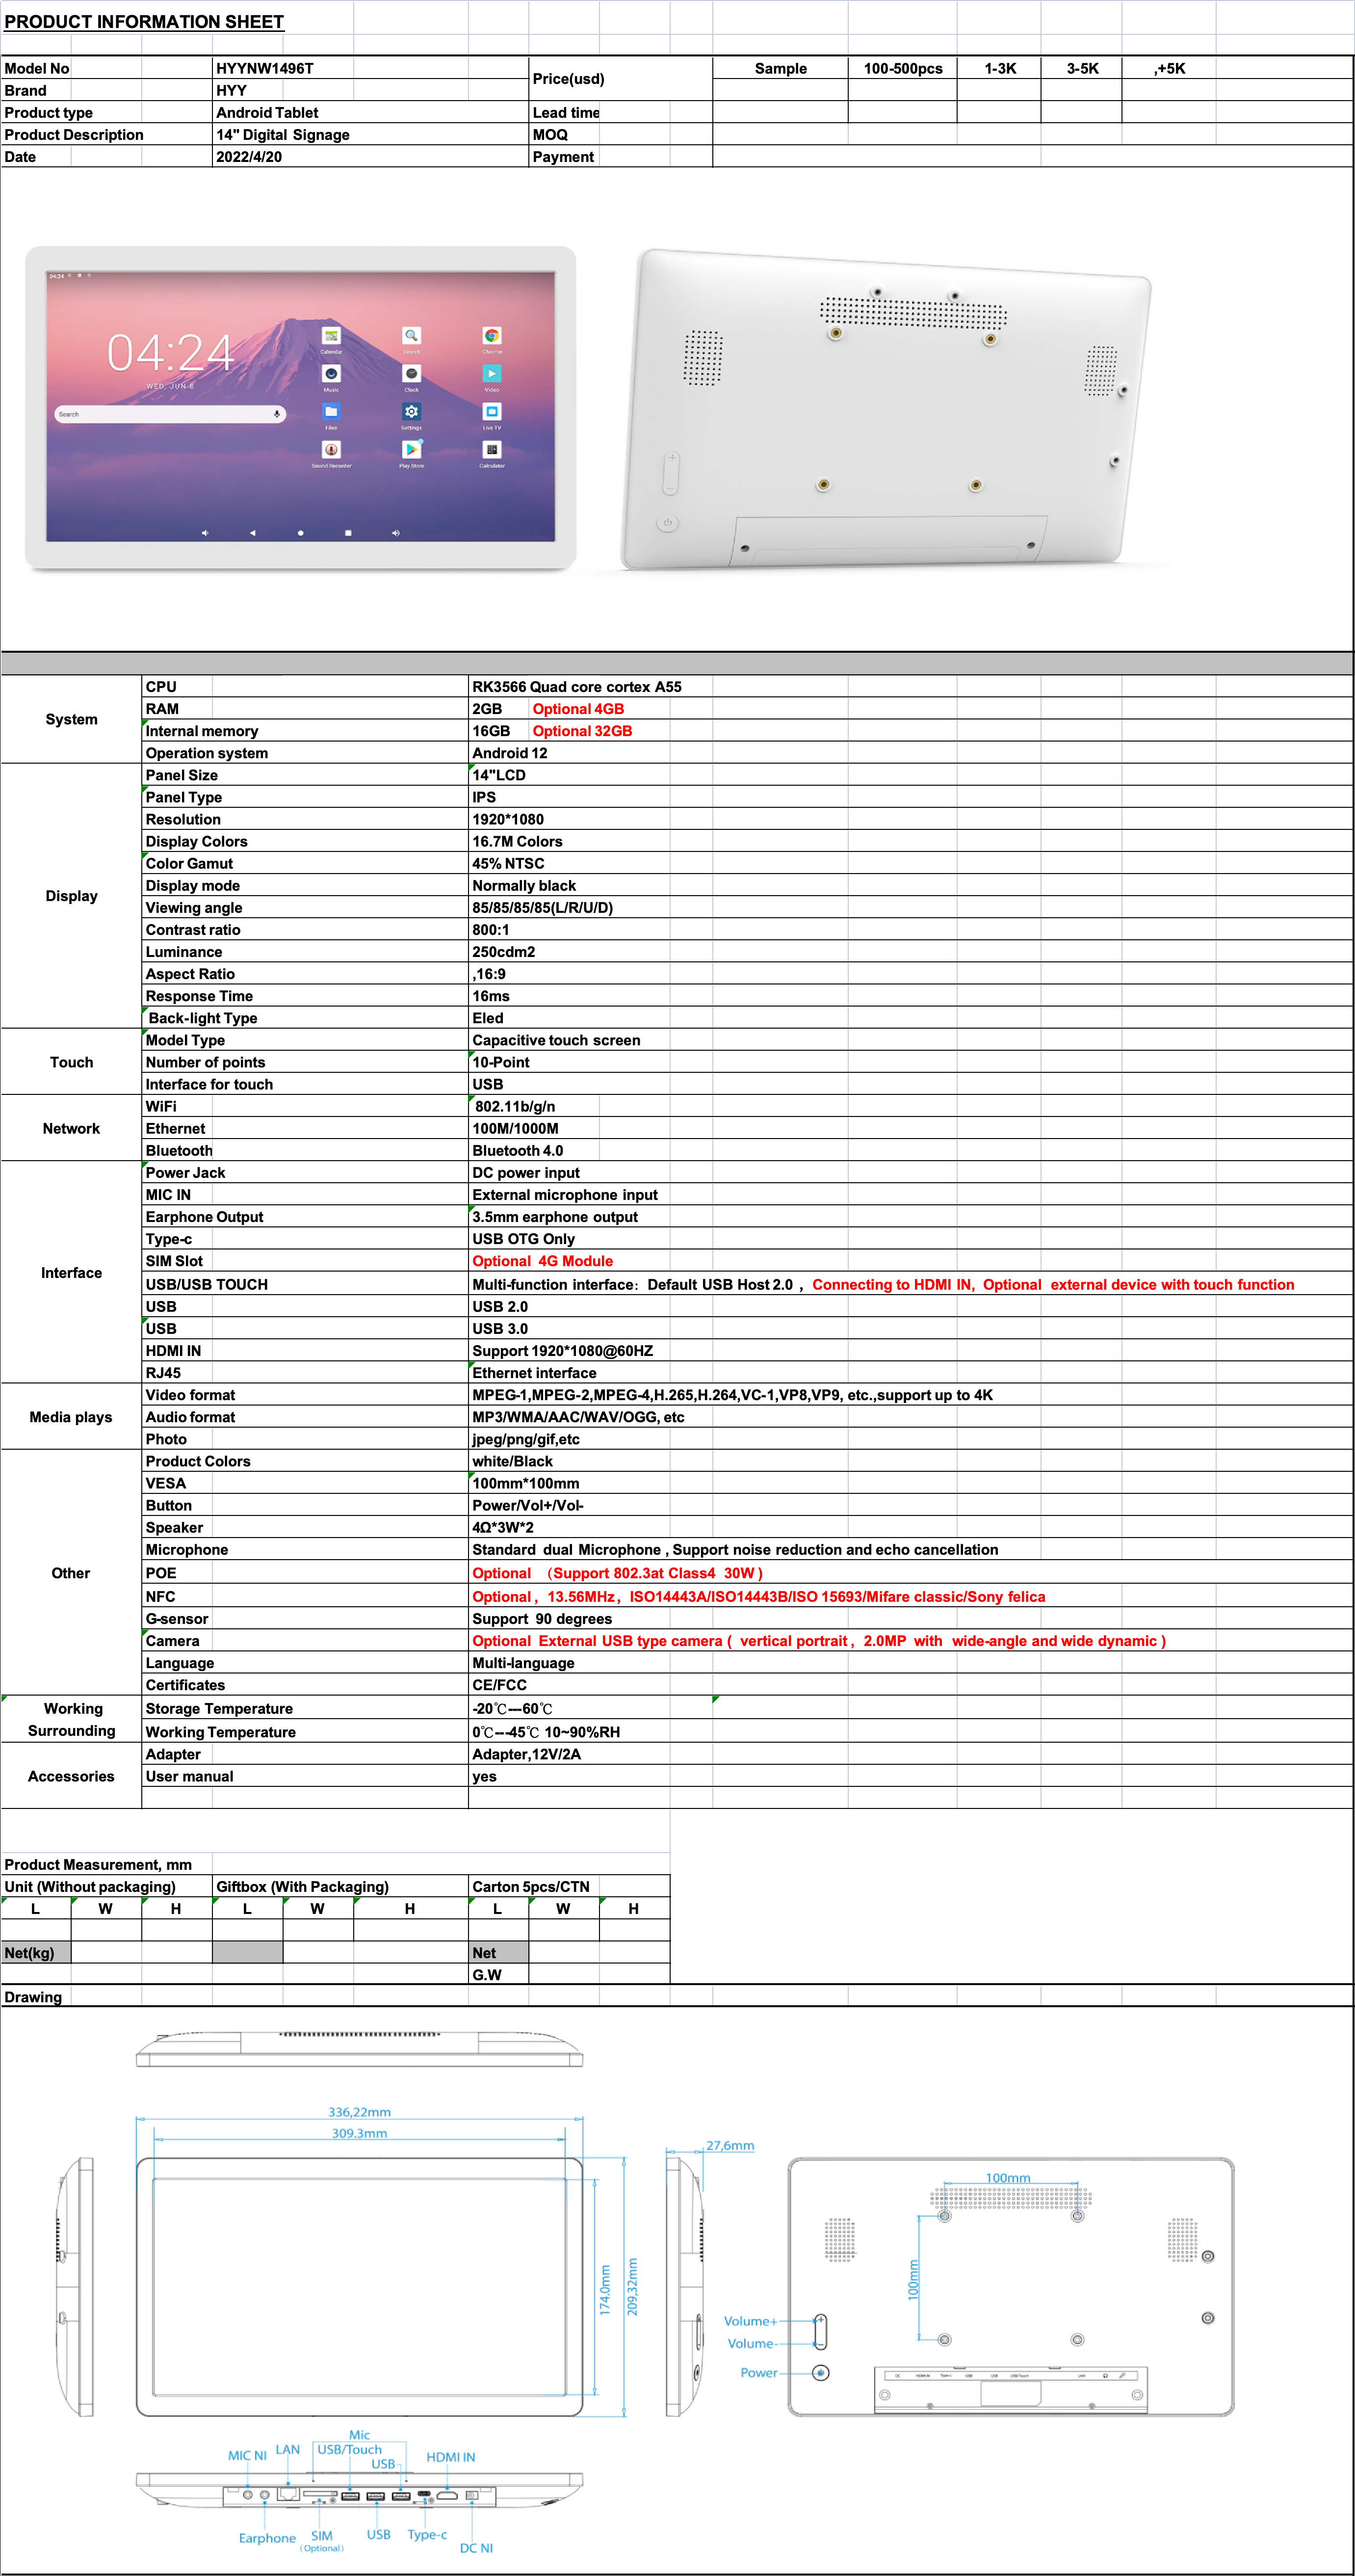 PRODUCT INFORMATION SHEET
Model No HYYNW1496T Price(usd) Sample 100-500pcs 1-3K 3-5K ,+5K
Brand HYY
Product type Android Tablet Lead time
Product Description 14" Digital Signage MOQ
Date 2022/4/20 Payment
04:24
04:24
WED, JUN 8
Search
Calendar Search Chrome
Music Clock Video
Files Settings Live TV
Sound Recorder Play Store Calculator
System
CPU RK3566 Quad core cortex A55
RAM 2GB Optional 4GB
Internal memory 16GB Optional 32GB
Operation system Android 12
Display
Panel Size 14"LCD
Panel Type IPS
Resolution 1920*1080
Display Colors 16.7M Colors
Color Gamut 45% NTSC
Display mode Normally black
Viewing angle 85/85/85/85(L/R/U/D)
Contrast ratio 800:1
Luminance 250cdm2
Aspect Ratio ,16:9
Response Time 16ms
Back-light Type Eled
Touch
Model Type Capacitive touch screen
Number of points 10-Point
Interface for touch USB
Network
WiFi 802.11b/g/n
Ethernet 100M/1000M
Bluetooth Bluetooth 4.0
Interface
Power Jack DC power input
MIC IN External microphone input
Earphone Output 3.5mm earphone output
Type-c USB OTG Only
SIM Slot Optional 4G Module
USB/USB TOUCH Multi-function interface： Default USB Host 2.0 ， Connecting to HDMI IN, Optional external device with touch function
USB USB 2.0
USB USB 3.0
HDMI IN Support 1920*1080@60HZ
RJ45 Ethernet interface
Media plays
Video format MPEG-1,MPEG-2,MPEG-4,H.265,H.264,VC-1,VP8,VP9, etc.,support up to 4K
Audio format MP3/WMA/AAC/WAV/OGG, etc
Photo jpeg/png/gif,etc
Other
Product Colors white/Black
VESA 100mm*100mm
Button Power/Vol+/Vol-
Speaker 4Ω*3W*2
Microphone Standard dual Microphone , Support noise reduction and echo cancellation
POE Optional （Support 802.3at Class4 30W )
NFC Optional， 13.56MHz， ISO14443A/ISO14443B/ISO 15693/Mifare classic/Sony felica
G-sensor Support 90 degrees
Camera Optional External USB type camera ( vertical portrait， 2.0MP with wide-angle and wide dynamic )
Language Multi-language
Certificates CE/FCC
Working Surrounding
Storage Temperature -20℃---60℃
Working Temperature 0℃---45℃ 10~90%RH
Accessories
Adapter Adapter,12V/2A
User manual yes
Product Measurement, mm
Unit (Without packaging) Giftbox (With Packaging) Carton 5pcs/CTN
L W H L W H L W H
Net(kg) Net
G.W
Drawing
336,22mm
309.3mm
27,6mm
174.0mm
209,32mm
100mm
100mm
Volume+
Volume-
Power
DC HDMI IN Type-c USB USB USB/Touch LAN
Mic
MIC NI LAN USB/Touch HDMI IN
USB
Earphone SIM USB Type-c
(Optional)
DC NI